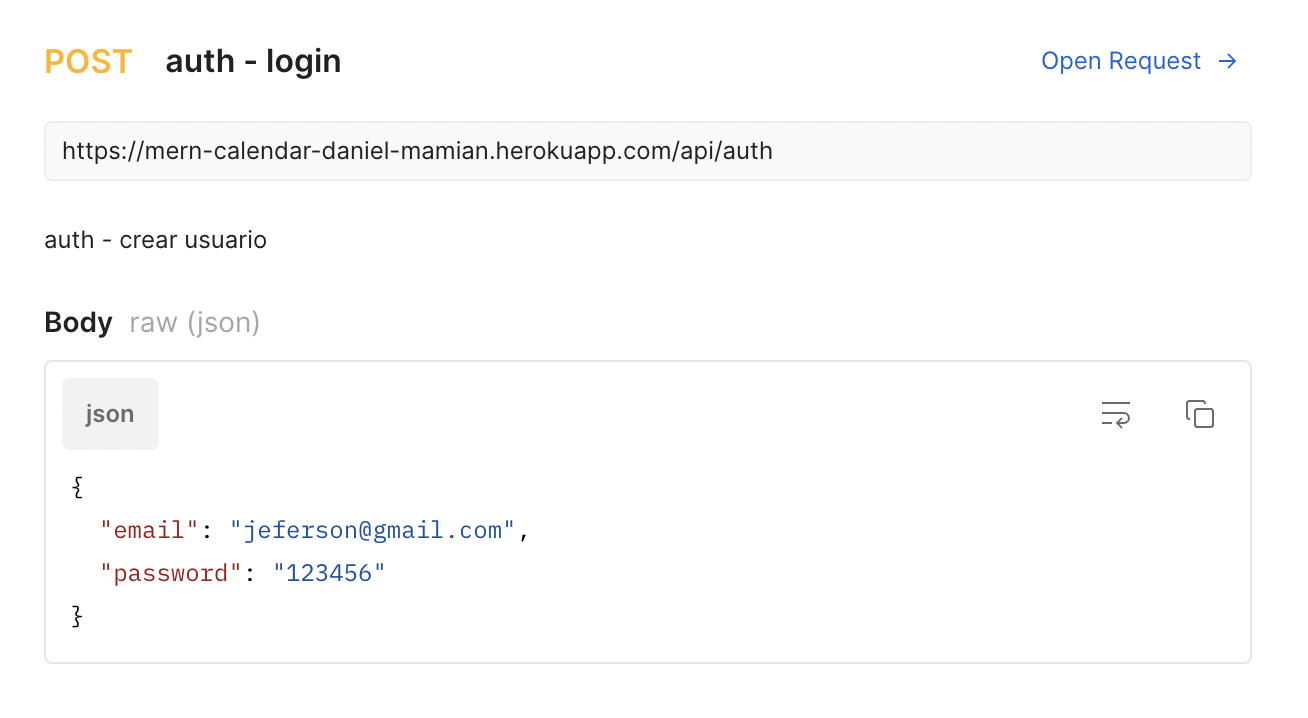 POST auth - login Open Request →
https://mern-calendar-daniel-mamian.herokuapp.com/api/auth
auth - crear usuario
Body raw (json)
json
{
  "email": "jeferson@gmail.com",
  "password": "123456"
}